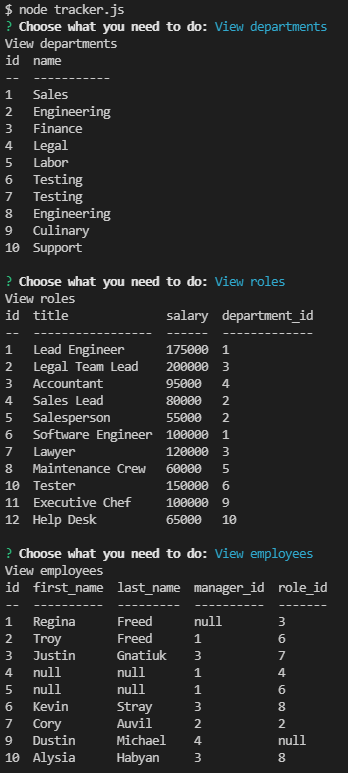 $ node tracker.js
? Choose what you need to do: View departments
View departments
id  name
--  -----------
1   Sales
2   Engineering
3   Finance
4   Legal
5   Labor
6   Testing
7   Testing
8   Engineering
9   Culinary
10  Support
? Choose what you need to do: View roles
View roles
id  title              salary  department_id
--  -----------------  ------  -------------
1   Lead Engineer      175000  1
2   Legal Team Lead    200000  3
3   Accountant         95000   4
4   Sales Lead         80000   2
5   Salesperson        55000   2
6   Software Engineer  100000  1
7   Lawyer             120000  3
8   Maintenance Crew   60000   5
10  Tester             150000  6
11  Executive Chef     100000  9
12  Help Desk          65000   10
? Choose what you need to do: View employees
View employees
id  first_name  last_name  manager_id  role_id
--  ----------  ---------  ----------  -------
1   Regina      Freed      null        3
2   Troy        Freed      1           6
3   Justin      Gnatiuk    3           7
4   null        null       1           4
5   null        null       1           6
6   Kevin       Stray      3           8
7   Cory        Auvil      2           2
9   Dustin      Michael    4           null
10  Alysia      Habyan     3           8